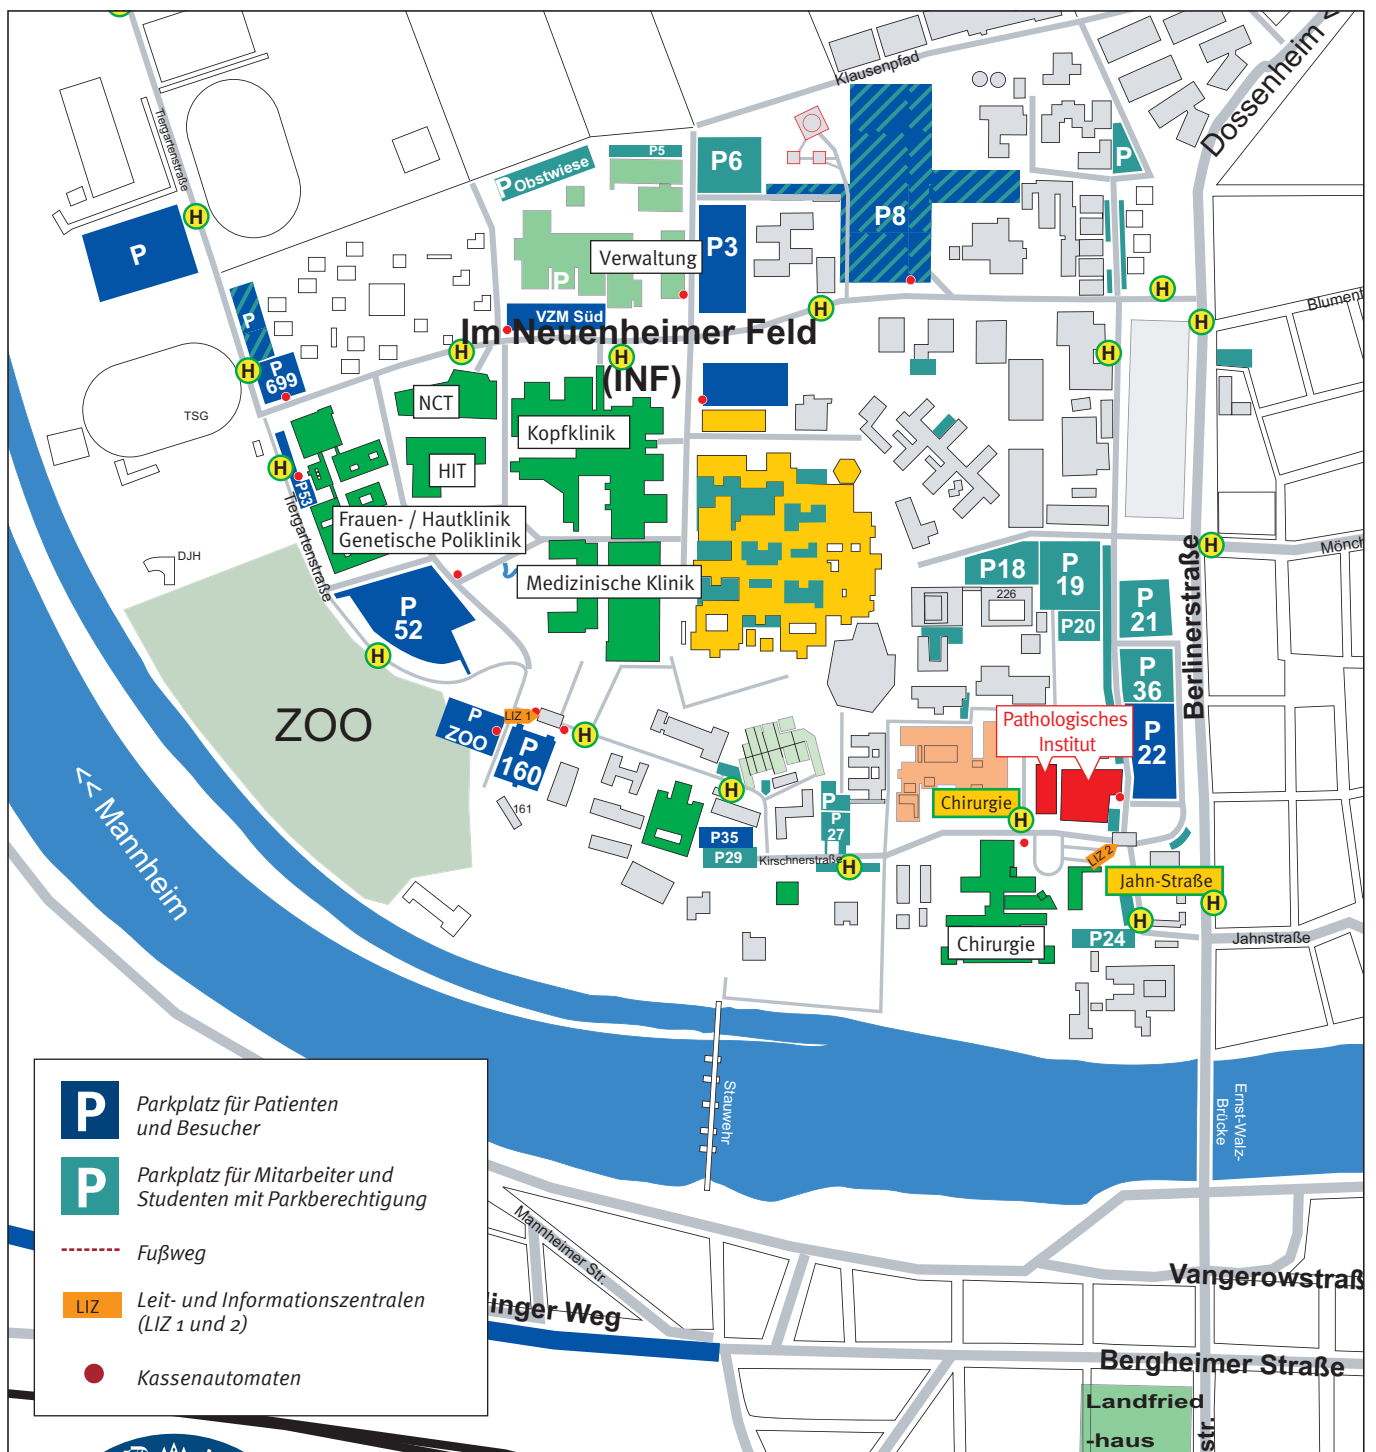 Dossenheim <
Klausenpfad
Tiergartenstraße
P
Obstwiese
P5
P6
P
P
P8
P3
Verwaltung
P
P
VZM Süd
Im Neuenheimer Feld
(INF)
H
H
H
H
H
H
H
H
P
699
TSG
NCT
Kopfklinik
HIT
H
P53
Tiergartenstraße
Frauen- / Hautklinik
Genetische Poliklinik
DJH
Medizinische Klinik
P
52
H
P18
P
19
226
P20
P
21
P
36
P
22
H
Berlinerstraße
ZOO
P
ZOO
LIZ 1
P
160
161
H
H
Pathologisches
Institut
Chirurgie
H
P
P
27
P35
P29
Kirschnerstraße
H
LIZ 2
Jahn-Straße
H
H
Chirurgie
P24
Jahnstraße
<< Mannheim
Stauwehr
Ernst-Walz-
Brücke
P
Parkplatz für Patienten
und Besucher
P
Parkplatz für Mitarbeiter und
Studenten mit Parkberechtigung
Fußweg
LIZ
Leit- und Informationszentralen
(LIZ 1 und 2)
Kassenautomaten
Mannheimer Str.
linger Weg
Vangerowstraß
Bergheimer Straße
Landfried
-haus
str.
Blument
Mönch